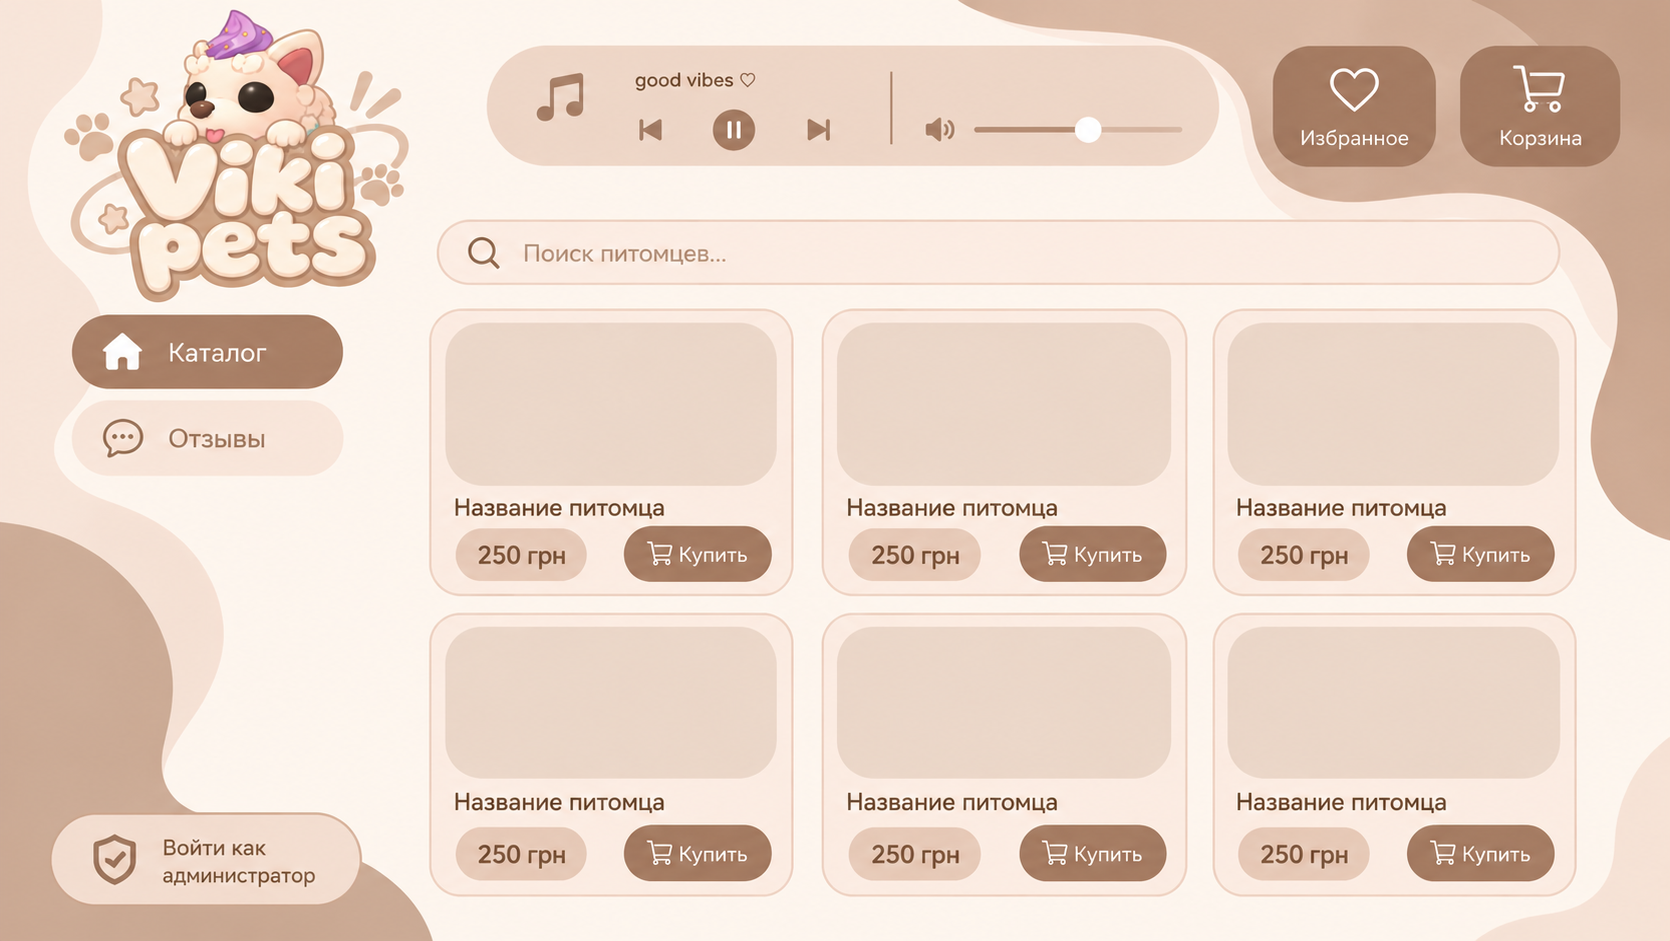 Viki
pets
good vibes ♡
Избранное
Корзина
Поиск питомцев...
Каталог
Отзывы
Название питомца
250 грн
Купить
Название питомца
250 грн
Купить
Название питомца
250 грн
Купить
Название питомца
250 грн
Купить
Название питомца
250 грн
Купить
Название питомца
250 грн
Купить
Войти как
администратор